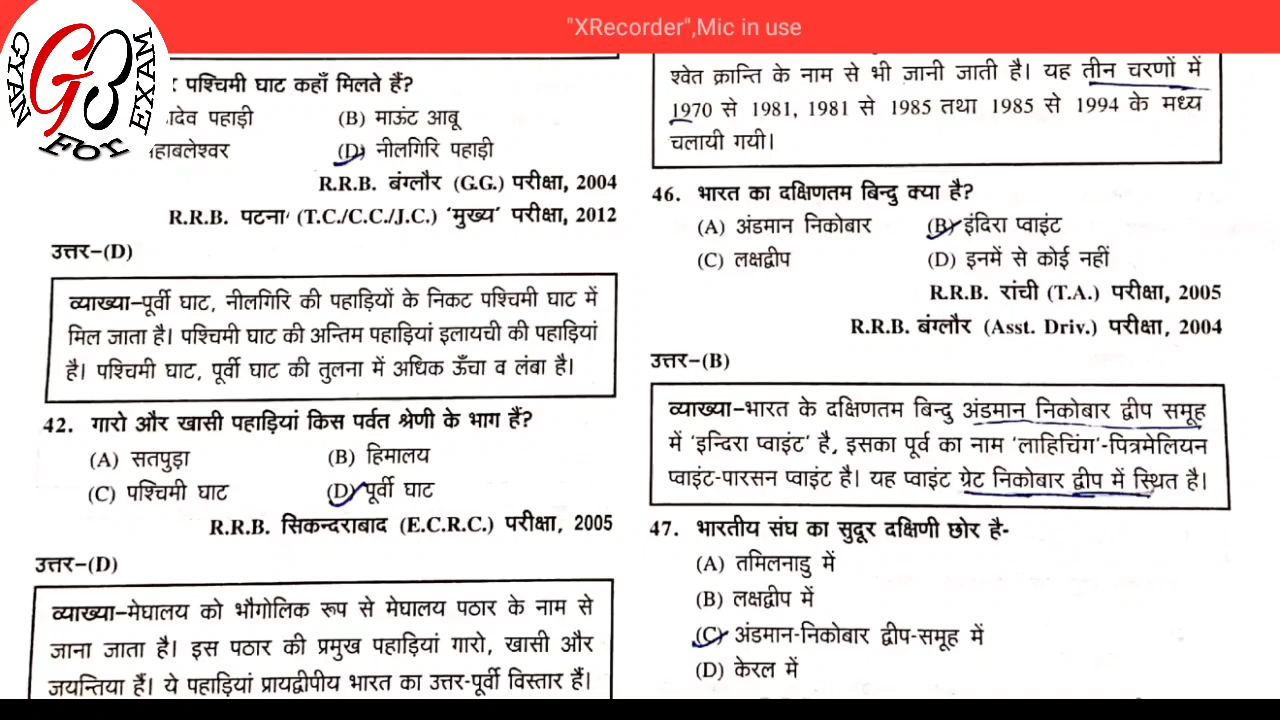 "XRecorder",Mic in use
GYAN
G3
For
EXAM
र पश्चिमी घाट कहाँ मिलते हैं?
ादेव पहाड़ी (B) माऊंट आबू
महाबलेश्वर (D) नीलगिरि पहाड़ी
R.R.B. बंग्लौर (G.G.) परीक्षा, 2004
R.R.B. पटना (T.C./C.C./J.C.) ‘मुख्य’ परीक्षा, 2012
उत्तर–(D)
व्याख्या–पूर्वी घाट, नीलगिरि की पहाड़ियों के निकट पश्चिमी घाट में
मिल जाता है। पश्चिमी घाट की अन्तिम पहाड़ियां इलायची की पहाड़ियां
है। पश्चिमी घाट, पूर्वी घाट की तुलना में अधिक ऊँचा व लंबा है।
42. गारो और खासी पहाड़ियां किस पर्वत श्रेणी के भाग हैं?
(A) सतपुड़ा (B) हिमालय
(C) पश्चिमी घाट (D) पूर्वी घाट
R.R.B. सिकन्दराबाद (E.C.R.C.) परीक्षा, 2005
उत्तर–(D)
व्याख्या–मेघालय को भौगोलिक रूप से मेघालय पठार के नाम से
जाना जाता है। इस पठार की प्रमुख पहाड़ियां गारो, खासी और
जयन्तिया हैं। ये पहाड़ियां प्रायद्वीपीय भारत का उत्तर-पूर्वी विस्तार हैं।
श्वेत क्रान्ति के नाम से भी जानी जाती है। यह तीन चरणों में
1970 से 1981, 1981 से 1985 तथा 1985 से 1994 के मध्य
चलायी गयी।
46. भारत का दक्षिणतम बिन्दु क्या है?
(A) अंडमान निकोबार (B) इंदिरा प्वाइंट
(C) लक्षद्वीप (D) इनमें से कोई नहीं
R.R.B. रांची (T.A.) परीक्षा, 2005
R.R.B. बंग्लौर (Asst. Driv.) परीक्षा, 2004
उत्तर–(B)
व्याख्या–भारत के दक्षिणतम बिन्दु अंडमान निकोबार द्वीप समूह
में ‘इन्दिरा प्वाइंट’ है, इसका पूर्व का नाम ‘लाहिचिंग’-पित्रमेलियन
प्वाइंट-पारसन प्वाइंट है। यह प्वाइंट ग्रेट निकोबार द्वीप में स्थित है।
47. भारतीय संघ का सुदूर दक्षिणी छोर है-
(A) तमिलनाडु में
(B) लक्षद्वीप में
(C) अंडमान-निकोबार द्वीप-समूह में
(D) केरल में